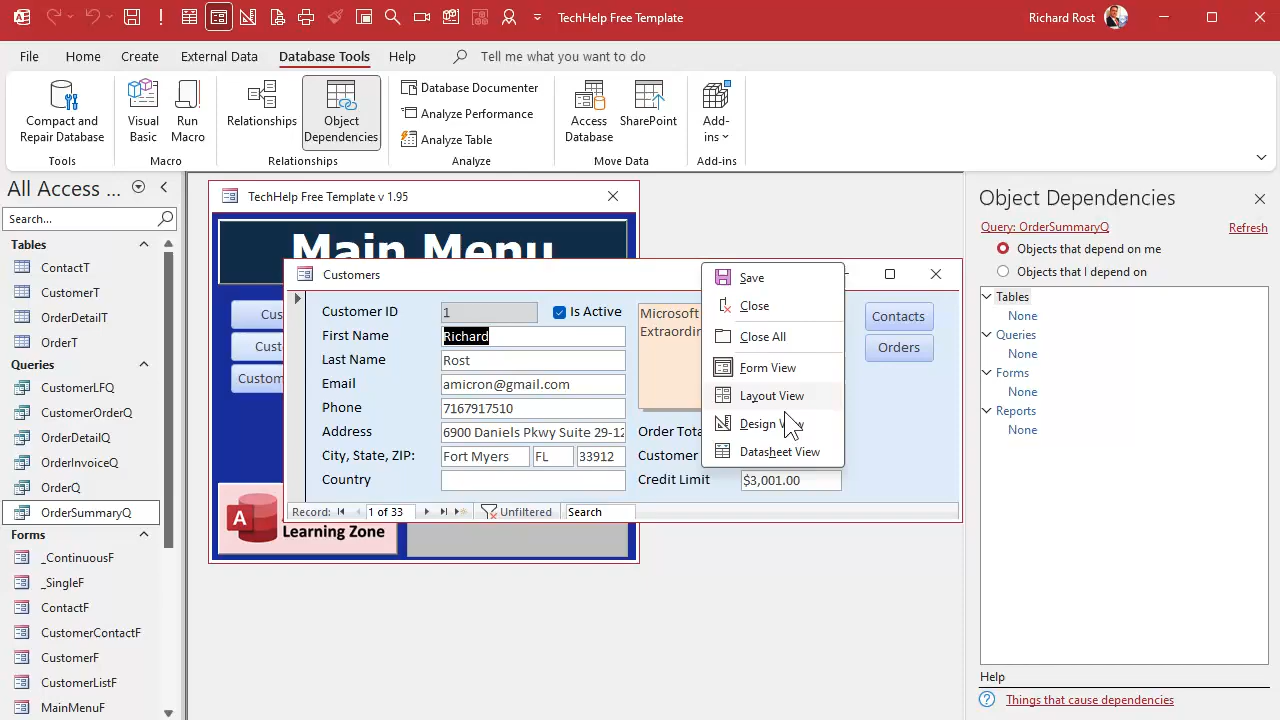 TechHelp Free Template
Richard Rost
File
Home
Create
External Data
Database Tools
Help
Tell me what you want to do
Compact and
Repair Database
Visual
Basic
Run
Macro
Relationships
Object
Dependencies
Database Documenter
Analyze Performance
Analyze Table
Access
Database
SharePoint
Add-
ins
Tools
Macro
Relationships
Analyze
Move Data
Add-ins
All Access ...
Search...
Tables
ContactT
CustomerT
OrderDetailT
OrderT
Queries
CustomerLFQ
CustomerOrderQ
OrderDetailQ
OrderInvoiceQ
OrderQ
OrderSummaryQ
Forms
_ContinuousF
_SingleF
ContactF
CustomerContactF
CustomerF
CustomerListF
MainMenuF
TechHelp Free Template v 1.95
Main Menu
A
Learning Zone
Customers
Customer ID 1 Is Active
First Name Richard
Last Name Rost
Email amicron@gmail.com
Phone 7167917510
Address 6900 Daniels Pkwy Suite 29-12
City, State, ZIP: Fort Myers FL 33912
Country
Microsoft
Customer
Credit Limit $3,001.00
Contacts
Orders
Record: 1 of 33 Unfiltered Search
Save
Close
Close All
Form View
Layout View
Design
Datasheet View
Object Dependencies
Query: OrderSummaryQ
Refresh
Objects that depend on me
Objects that I depend on
Tables
None
Queries
None
Forms
None
Reports
None
Help
Things that cause dependencies